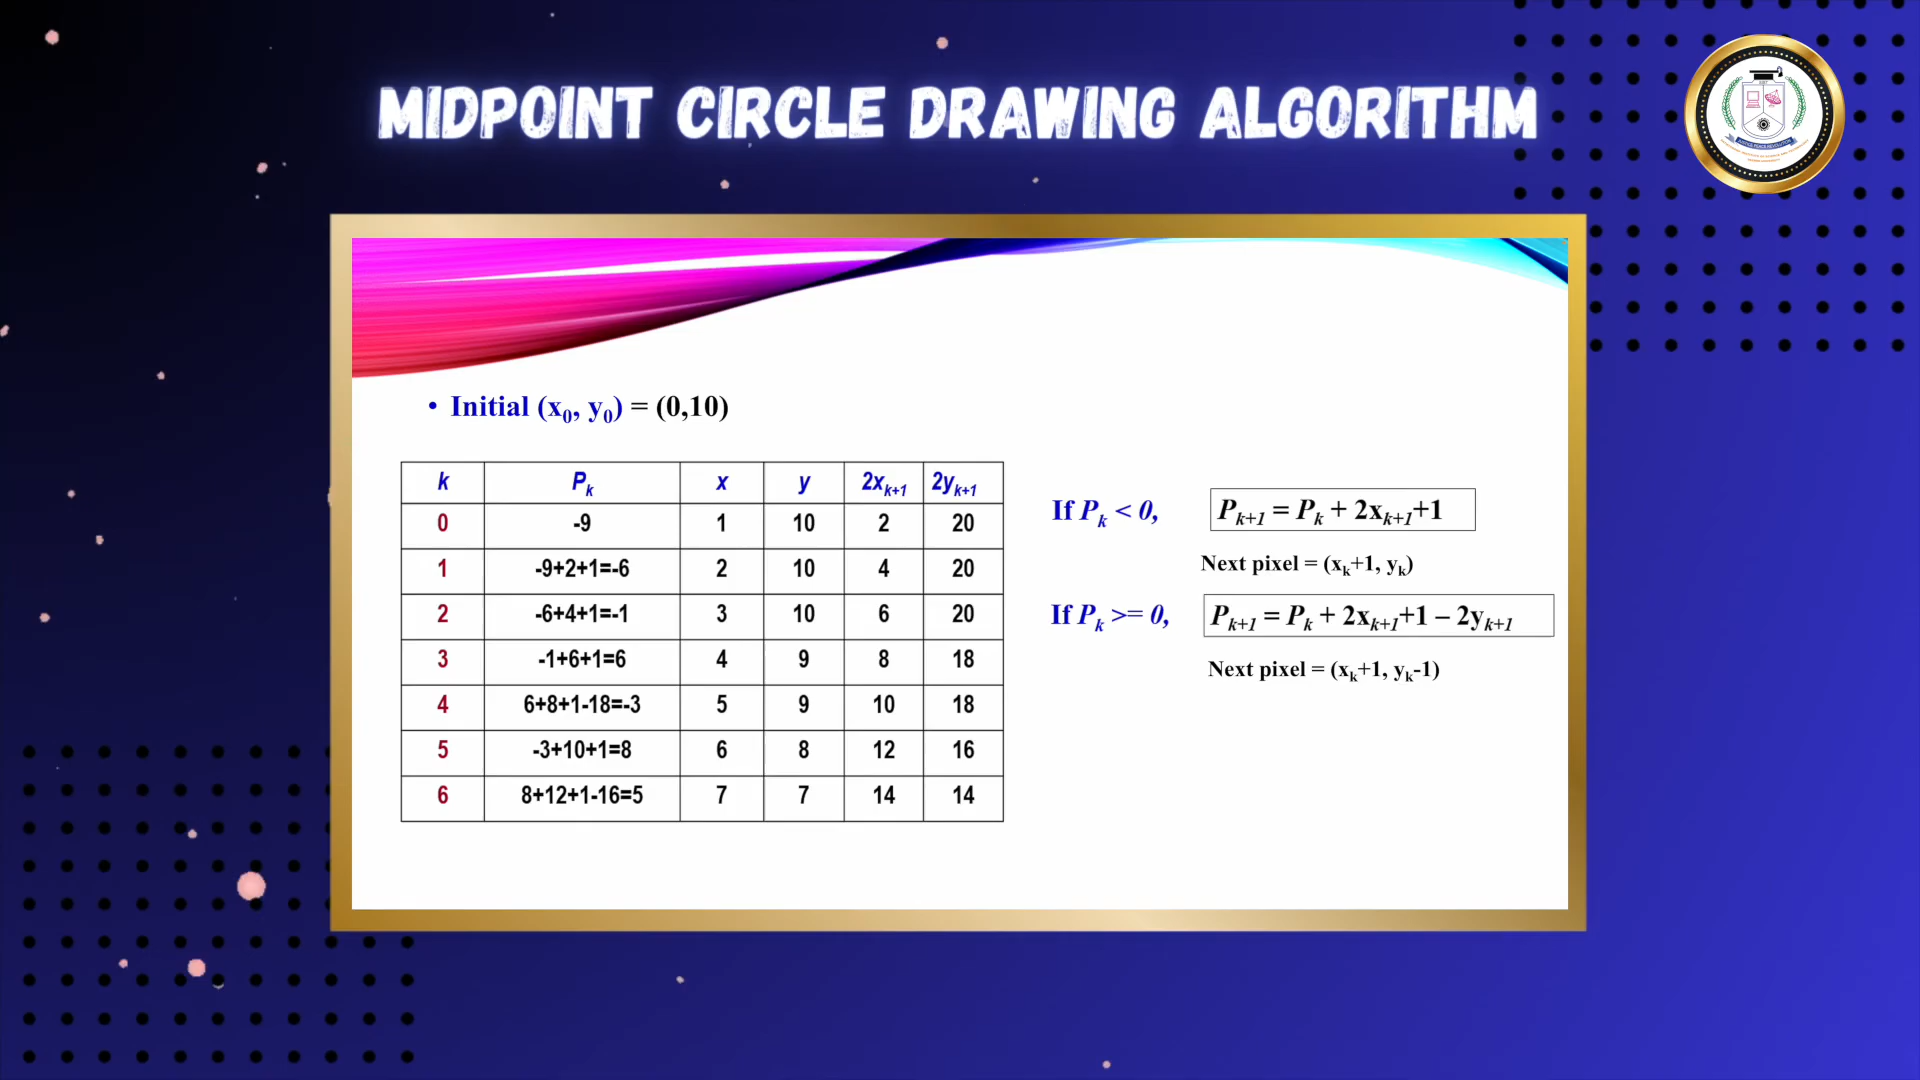 MIDPOINT CIRCLE DRAWING ALGORITHM
• Initial (x0, y0) = (0,10)
k Pk x y 2xk+1 2yk+1
0 -9 1 10 2 20
1 -9+2+1=-6 2 10 4 20
2 -6+4+1=-1 3 10 6 20
3 -1+6+1=6 4 9 8 18
4 6+8+1-18=-3 5 9 10 18
5 -3+10+1=8 6 8 12 16
6 8+12+1-16=5 7 7 14 14
If Pk < 0, Pk+1 = Pk + 2xk+1+1
Next pixel = (xk+1, yk)
If Pk >= 0, Pk+1 = Pk + 2xk+1+1 – 2yk+1
Next pixel = (xk+1, yk-1)